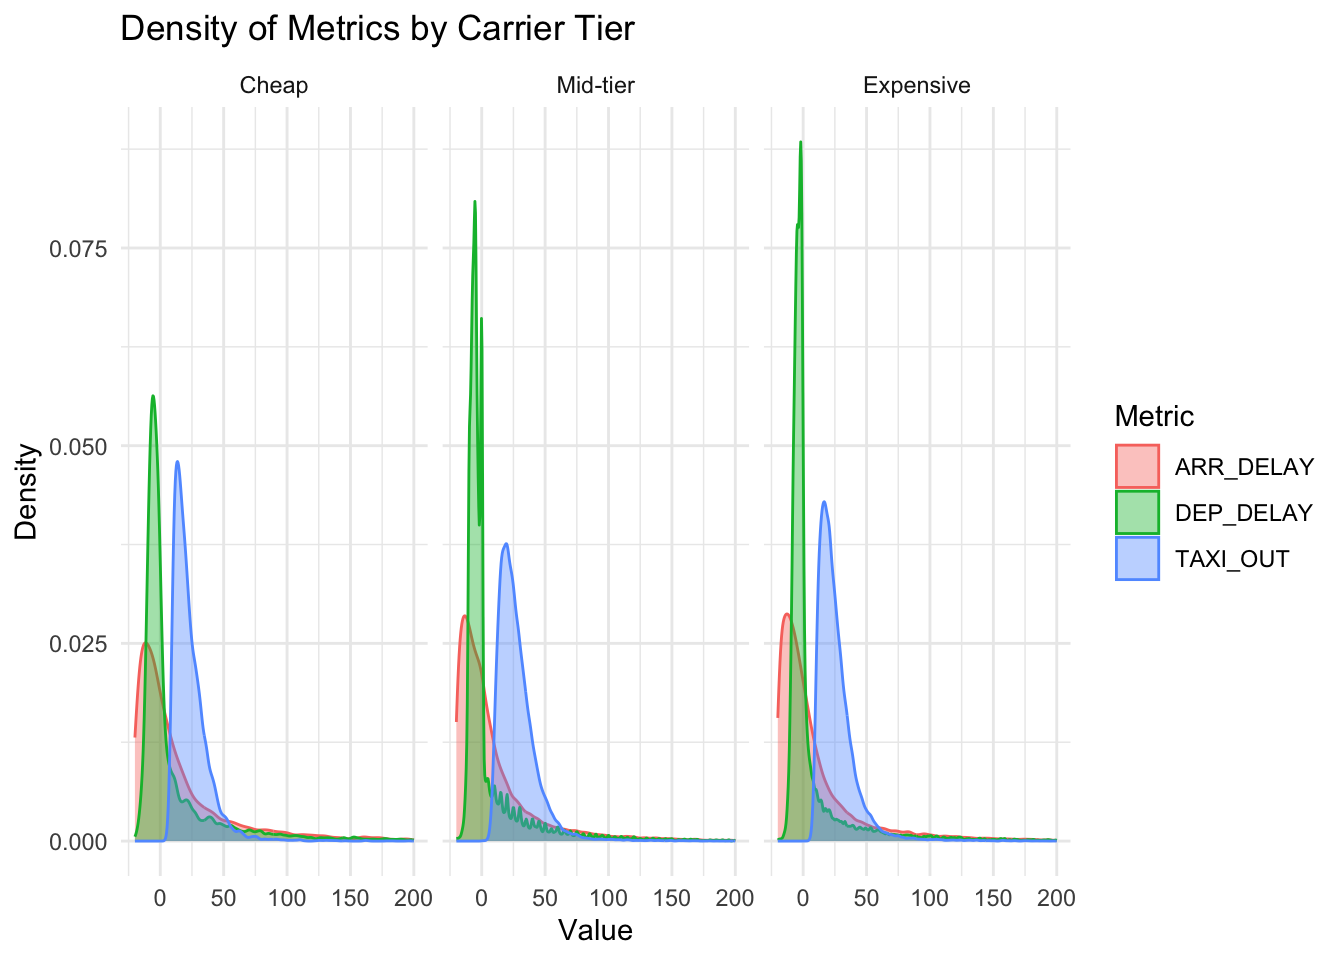 Density of Metrics by Carrier Tier
Cheap
Mid-tier
Expensive
Density
0.075
0.050
0.025
0.000
0 50 100 150 200
0 50 100 150 200
0 50 100 150 200
Value
Metric
ARR_DELAY
DEP_DELAY
TAXI_OUT